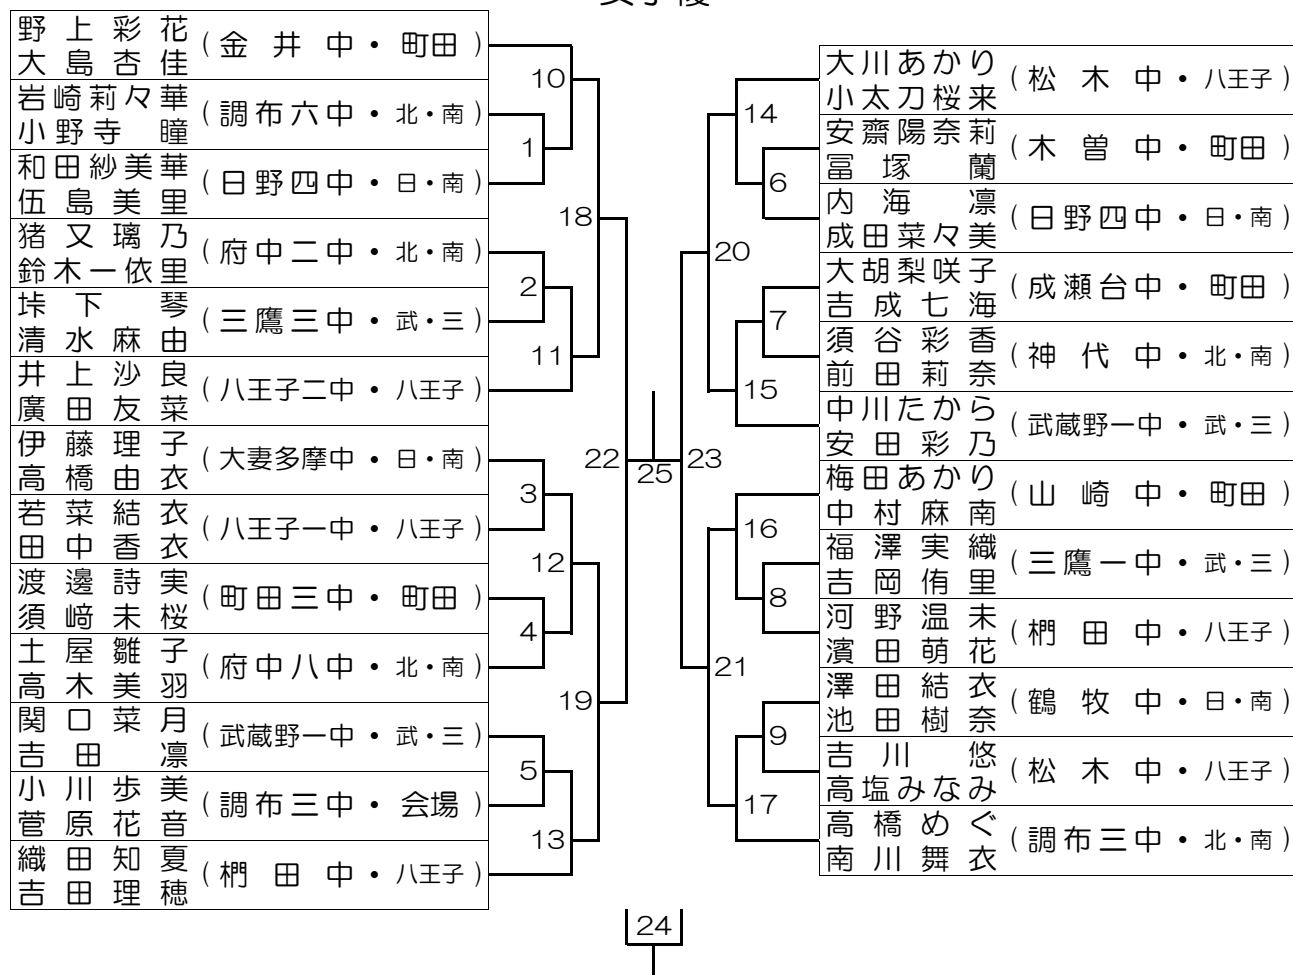 野上彩花
大島杏佳
(金井中・町田)
岩崎莉々華
小野寺瞳
(調布六中・北・南)
和田紗美華
伍島美里
(日野四中・日・南)
猪又璃乃
鈴木一依里
(府中二中・北・南)
垰下琴
清水麻由
(三鷹三中・武・三)
井上沙良
廣田友菜
(八王子二中・八王子)
伊藤理子
高橋由衣
(大妻多摩中・日・南)
若菜結衣
田中香衣
(八王子一中・八王子)
渡邊詩実
須﨑未桜
(町田三中・町田)
土屋雛子
高木美羽
(府中八中・北・南)
関口菜月
吉田凛
(武蔵野一中・武・三)
小川歩美
菅原花音
(調布三中・会場)
織田知夏
吉田理穂
(椚田中・八王子)
10
1
18
2
11
22
3
12
4
19
5
13
25
24
14
6
20
7
15
23
16
8
21
9
17
大川あかり
小太刀桜来
(松木中・八王子)
安齋陽奈莉
冨塚蘭
(木曽中・町田)
内海凛
成田菜々美
(日野四中・日・南)
大胡梨咲子
吉成七海
(成瀬台中・町田)
須谷彩香
前田莉奈
(神代中・北・南)
中川たから
安田彩乃
(武蔵野一中・武・三)
梅田あかり
中村麻南
(山崎中・町田)
福澤実織
吉岡侑里
(三鷹一中・武・三)
河野温未
濱田萌花
(椚田中・八王子)
澤田結衣
池田樹奈
(鶴牧中・日・南)
吉川悠
高塩みなみ
(松木中・八王子)
高橋めぐ
南川舞衣
(調布三中・北・南)